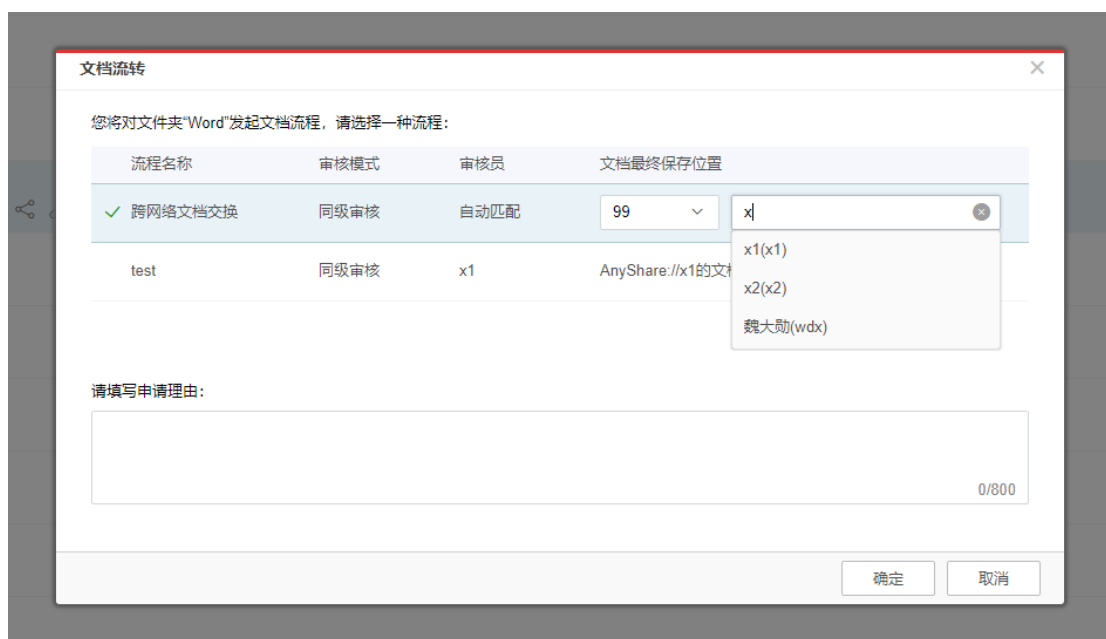 文档流转
您将对文件夹“Word”发起文档流程，请选择一种流程：
流程名称 审核模式 审核员 文档最终保存位置
跨网络文档交换 同级审核 自动匹配 99 x
x1(x1)
test 同级审核 x1 AnyShare://x1的文
x2(x2)
魏大勋(wdx)
请填写申请理由：
0/800
确定 取消